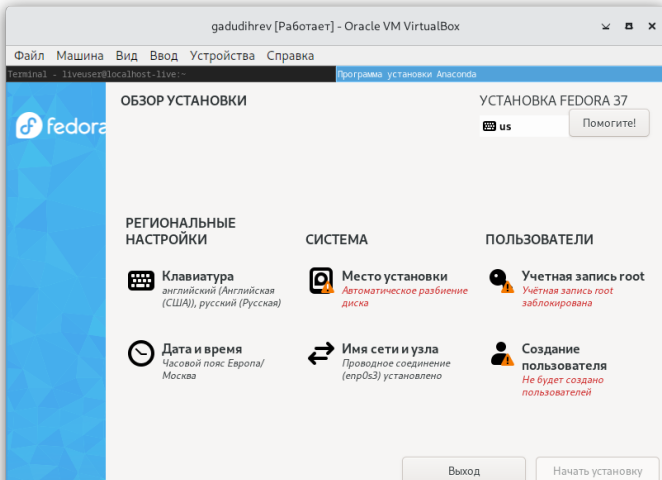 gadudihrev [Работает] - Oracle VM VirtualBox
Файл Машина Вид Ввод Устройства Справка
Terminal - liveuser@localhost-live:~
Программа установки Anaconda
fedora
ОБЗОР УСТАНОВКИ
УСТАНОВКА FEDORA 37
us
Помогите!
РЕГИОНАЛЬНЫЕ
НАСТРОЙКИ
Клавиатура
английский (Английская
(США)), русский (Русская)
Дата и время
Часовой пояс Европа/
Москва
СИСТЕМА
Место установки
Автоматическое разбиение
диска
Имя сети и узла
Проводное соединение
(enp0s3) установлено
ПОЛЬЗОВАТЕЛИ
Учетная запись root
Учётная запись root
заблокирована
Создание
пользователя
Не будет создано
пользователей
Выход
Начать установку